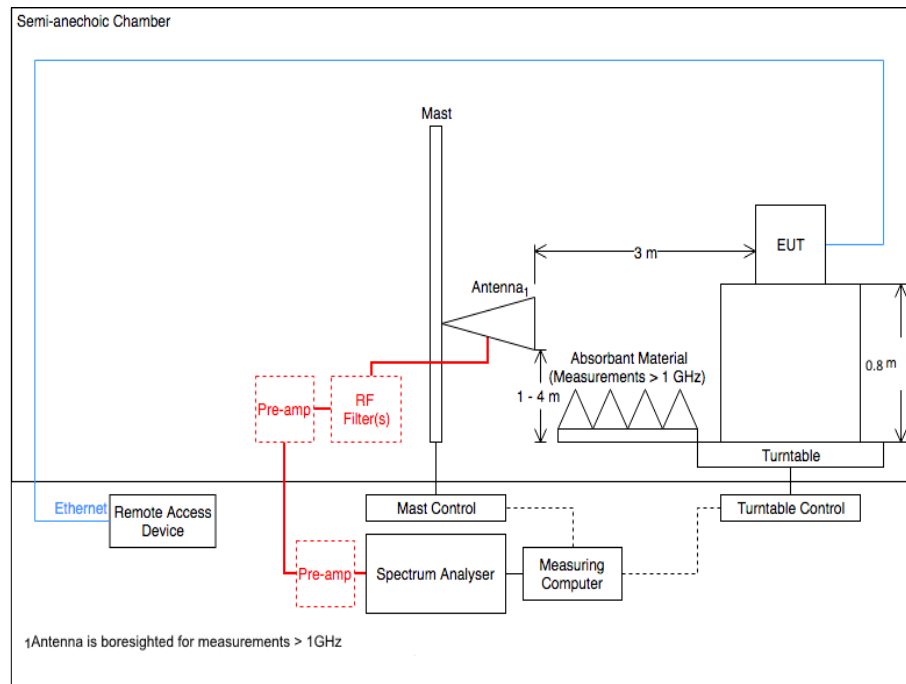 Semi-anechoic Chamber
Mast
EUT
3 m
Antenna1
Absorbant Material
(Measurements > 1 GHz)
0.8 m
1 - 4 m
Pre-amp
RF
Filter(s)
Turntable
Ethernet
Remote Access
Device
Mast Control
Turntable Control
Pre-amp
Spectrum Analyser
Measuring
Computer
1Antenna is boresighted for measurements > 1GHz